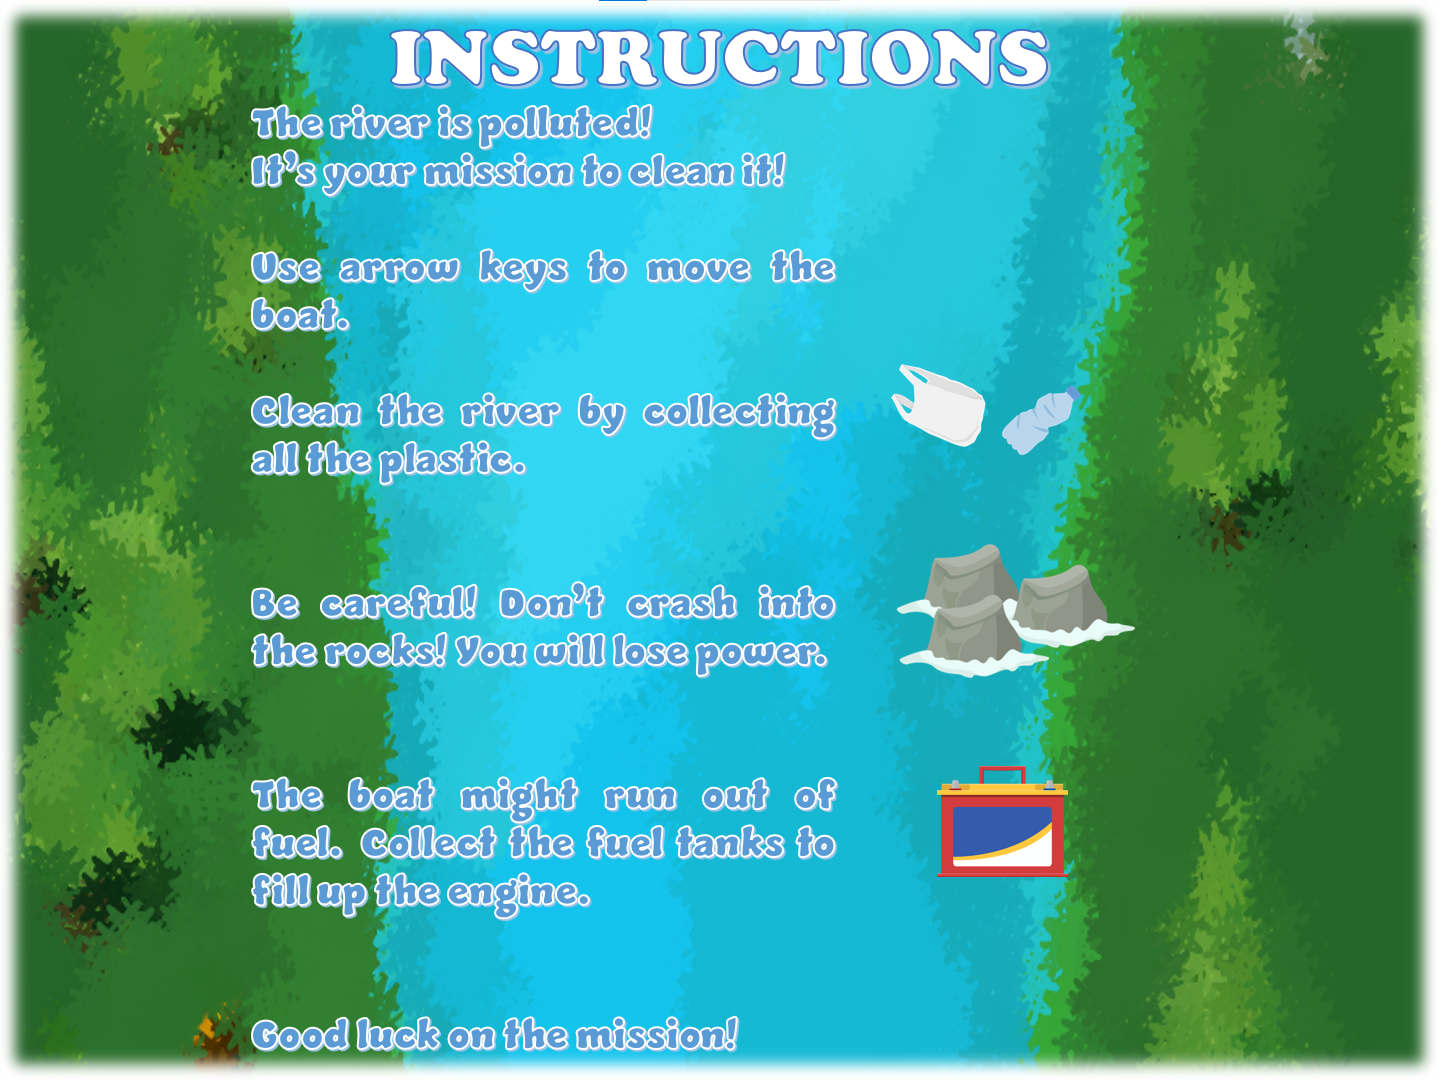 INSTRUCTIONS
The river is polluted!
It’s your mission to clean it!
Use arrow keys to move the
boat.
Clean the river by collecting
all the plastic.
Be careful! Don’t crash into
the rocks! You will lose power.
The boat might run out of
fuel. Collect the fuel tanks to
fill up the engine.
Good luck on the mission!